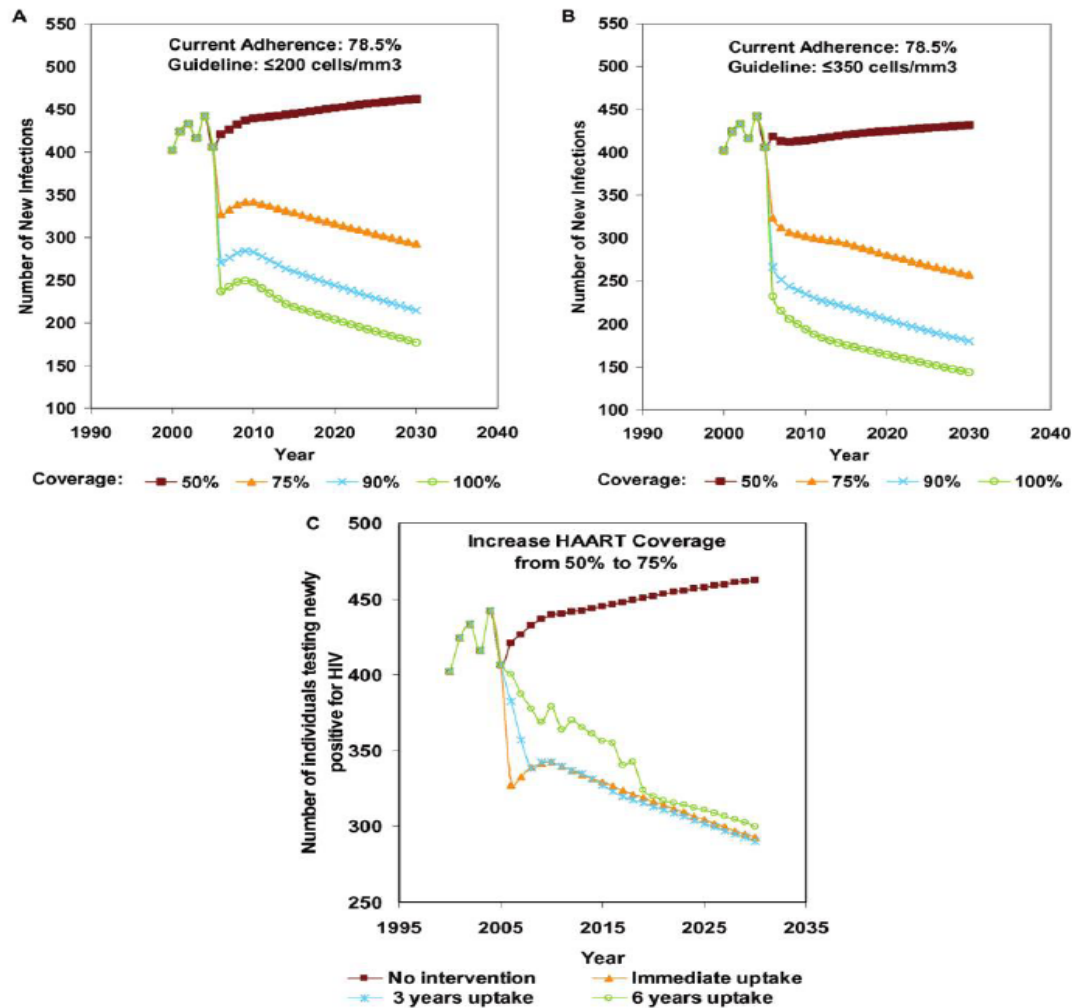 A
Current Adherence: 78.5%
Guideline: ≤200 cells/mm3
Number of New Infections
550
500
450
400
350
300
250
200
150
100
1990 2000 2010 2020 2030 2040
Year
Coverage: 50% 75% 90% 100%
B
Current Adherence: 78.5%
Guideline: ≤350 cells/mm3
Number of New Infections
550
500
450
400
350
300
250
200
150
100
1990 2000 2010 2020 2030 2040
Year
Coverage: 50% 75% 90% 100%
C
Increase HAART Coverage
from 50% to 75%
Number of individuals testing newly
positive for HIV
500
450
400
350
300
250
1995 2005 2015 2025 2035
Year
No intervention Immediate uptake
3 years uptake 6 years uptake